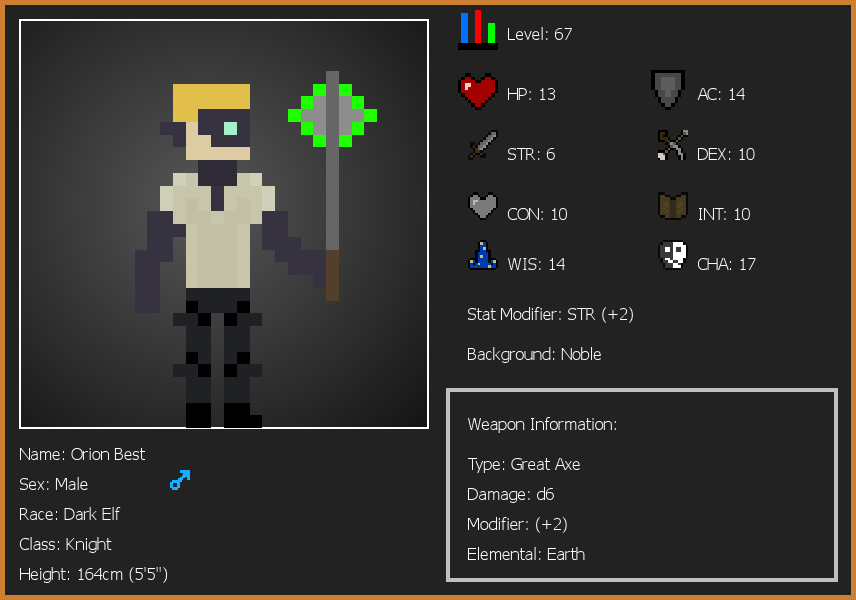 Level: 67
HP: 13
AC: 14
STR: 6
DEX: 10
CON: 10
INT: 10
WIS: 14
CHA: 17
Stat Modifier: STR (+2)
Background: Noble
Weapon Information:
Type: Great Axe
Damage: d6
Modifier: (+2)
Elemental: Earth
Name: Orion Best
Sex: Male
Race: Dark Elf
Class: Knight
Height: 164cm (5'5")